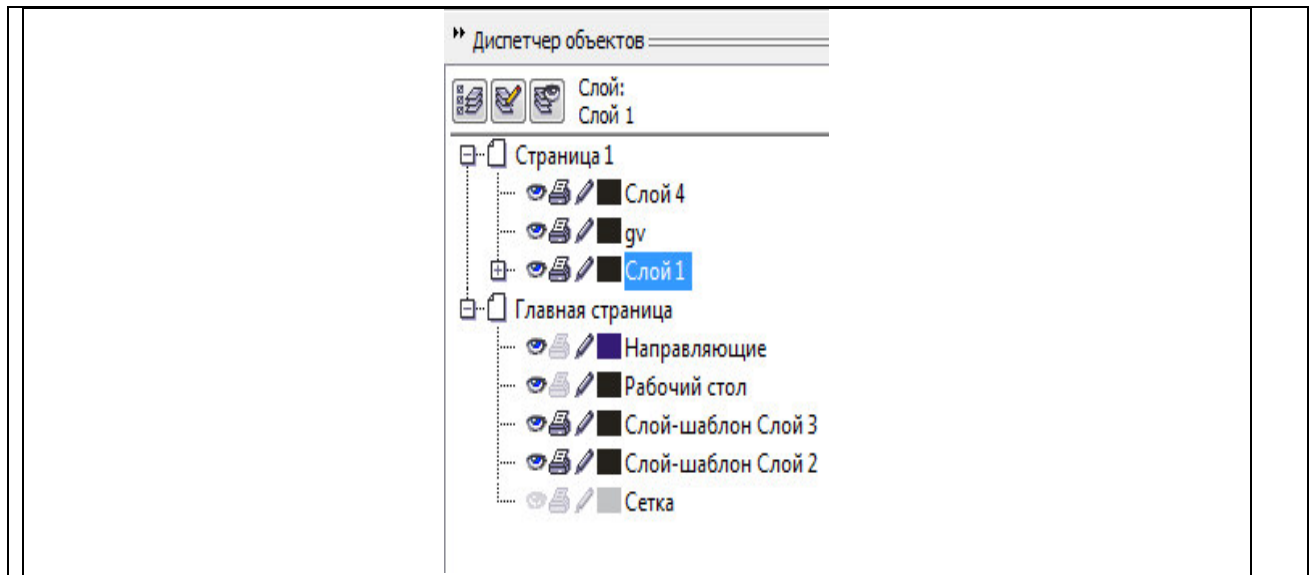 Диспетчер объектов
Слой:
Слой 1
Страница 1
Слой 4
gv
Слой 1
Главная страница
Направляющие
Рабочий стол
Слой-шаблон Слой 3
Слой-шаблон Слой 2
Сетка